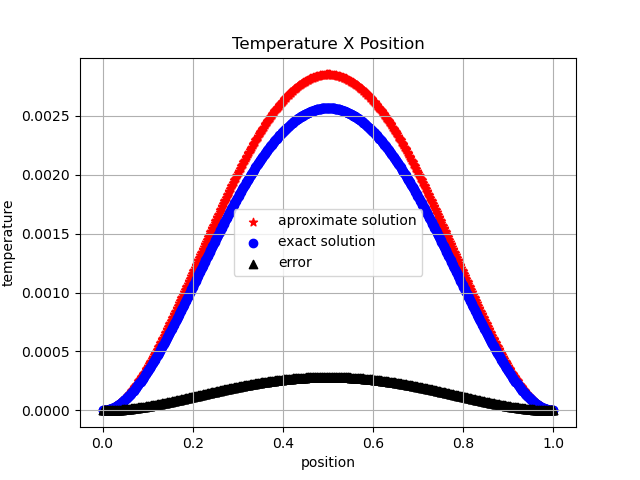 Temperature X Position
temperature
0.0025
0.0020
0.0015
0.0010
0.0005
0.0000
aproximate solution
exact solution
error
0.0
0.2
0.4
0.6
0.8
1.0
position